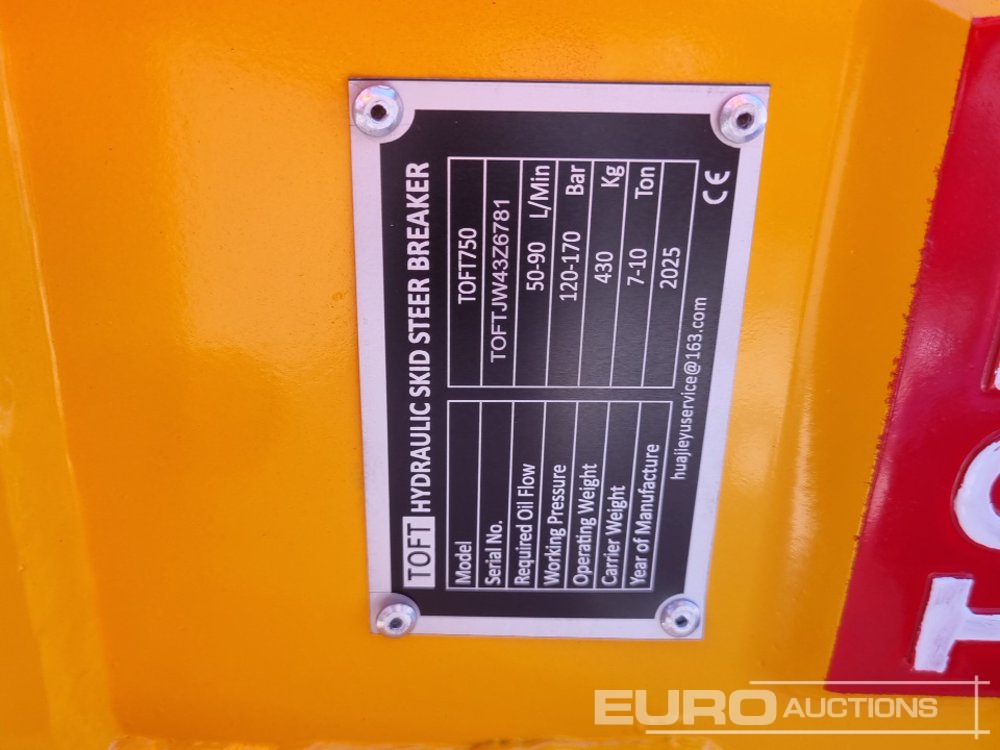 TOFT HYDRAULIC SKID STEER BREAKER
Model TOFT750
Serial No. TOFTJW43Z6781
Required Oil Flow 50-90 L/Min
Working Pressure 120-170 Bar
Operating Weight 430 Kg
Carrier Weight 7-10 Ton
Year of Manufacture 2025
huajieyuservice@163.com CE
EURO AUCTIONS